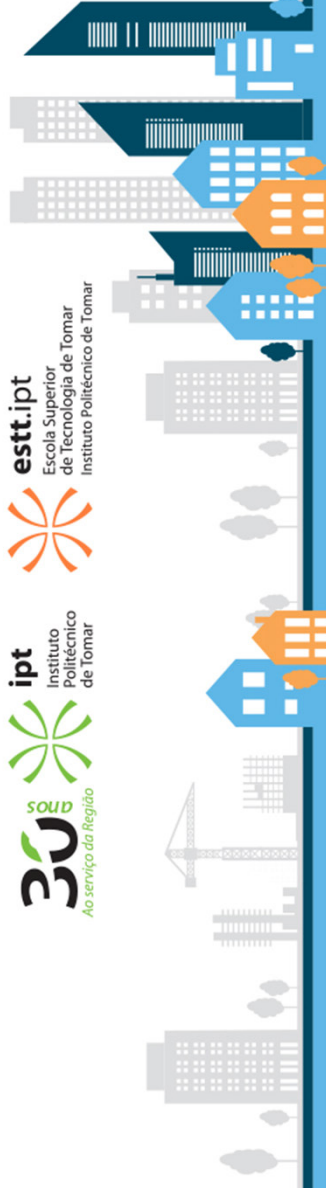 30 anos
Ao serviço da Região
ipt
Instituto
Politécnico
de Tomar
estt.ipt
Escola Superior
de Tecnologia de Tomar
Instituto Politécnico de Tomar